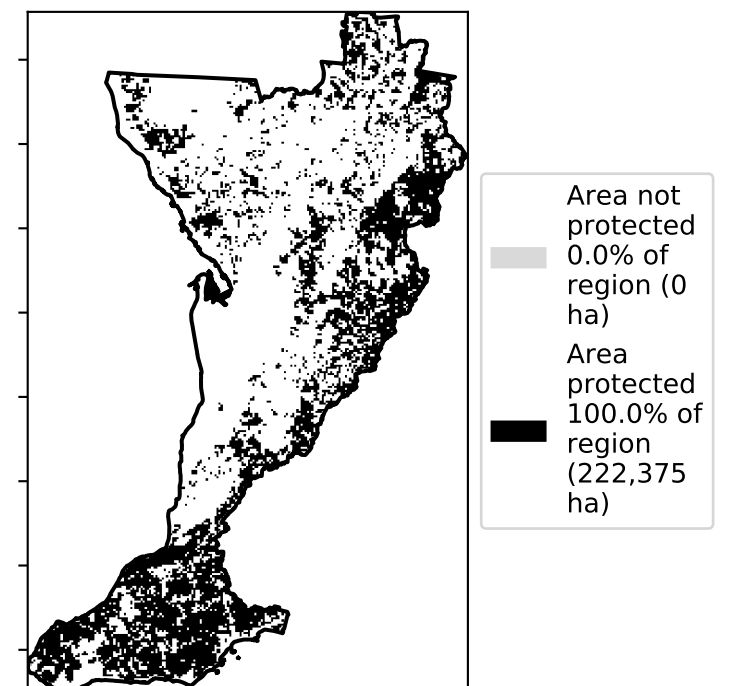 Area not
protected
0.0% of
region (0
ha)
Area
protected
100.0% of
region
(222,375
ha)